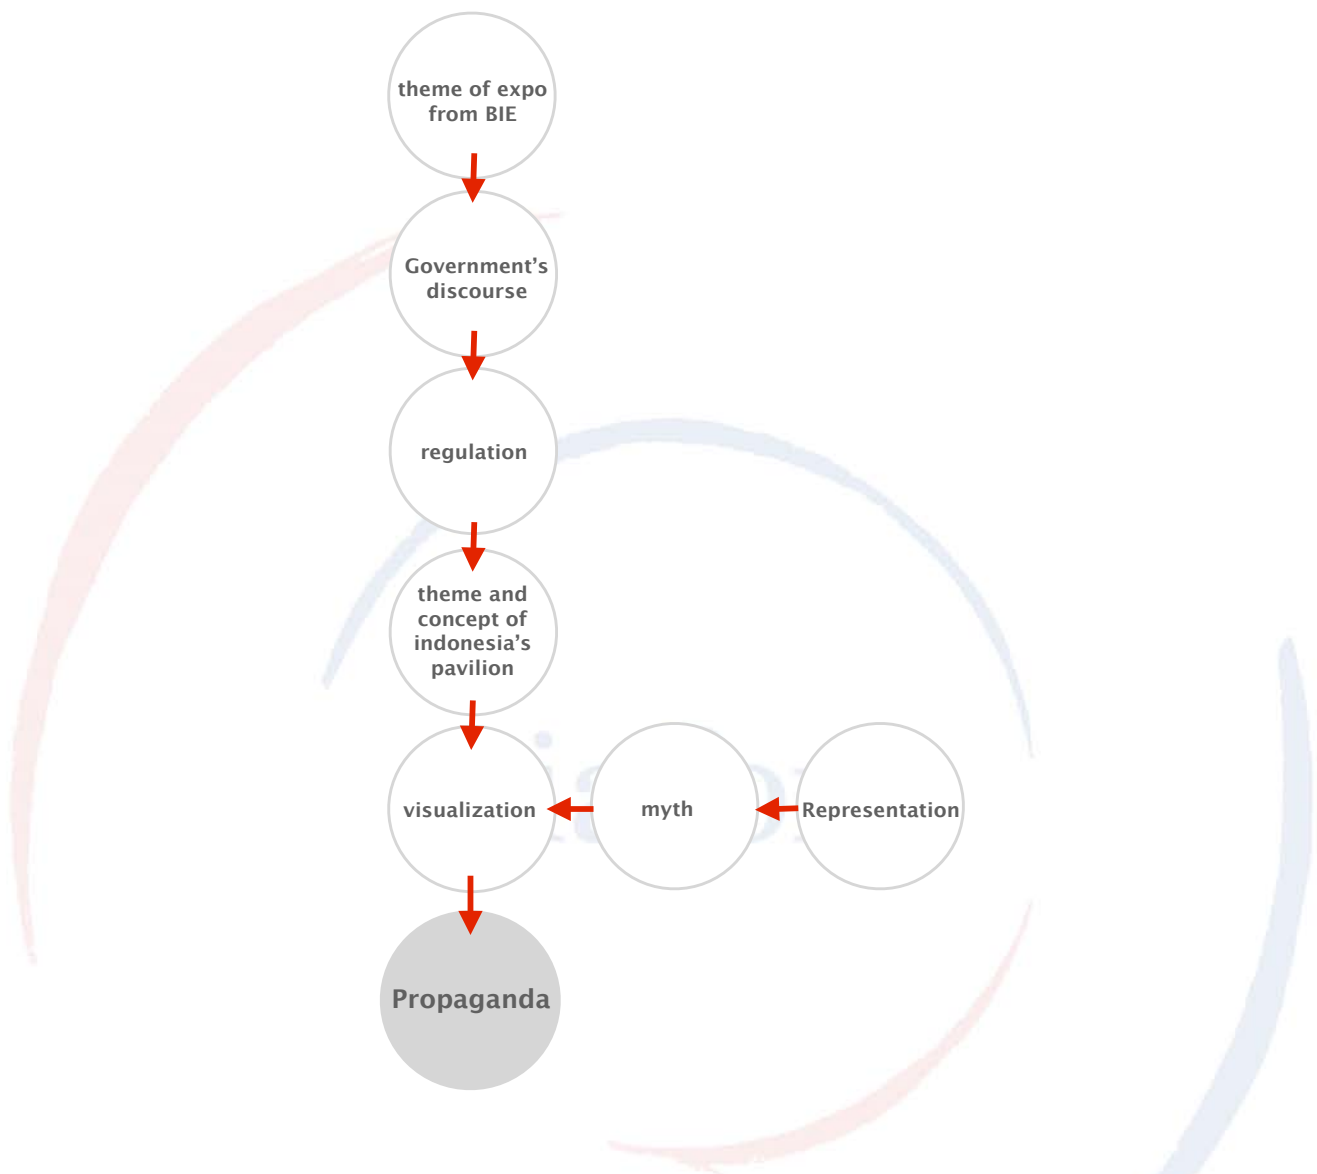 theme of expo
from BIE
Government’s
discourse
regulation
theme and
concept of
indonesia’s
pavilion
visualization
myth
Representation
Propaganda